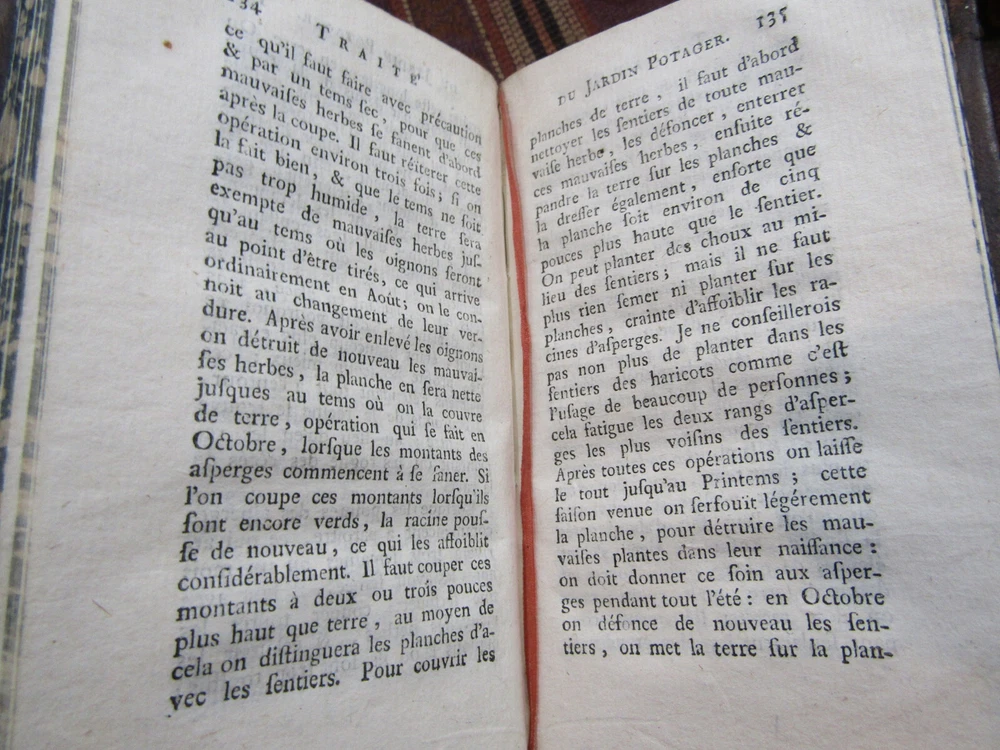 134
TRAITÉ
ce qu'il faut faire avec précaution
& par un tems ſec, pour que ces
mauvaiſes herbes ſe fanent d'abord
après la coupe. Il faut réiterer cette
opération environ trois fois; ſi on
la fait bien, & que le tems ne ſoit
pas trop humide, la terre ſera
exempte de mauvaiſes herbes juſ-
qu'au tems où les oignons ſeront
au point d'être tirés, ce qui arrive
ordinairement en Août; on le con-
noit au changement de leur ver-
dure. Après avoir enlevé les oignons
on détruit de nouveau les mauvai-
ſes herbes, la planche en ſera nette
juſques au tems où on la couvre
de terre, opération qui ſe fait en
Octobre, lorſque les montants des
aſperges commencent à ſe faner. Si
l'on coupe ces montants lorſqu'ils
ſont encore verds, la racine pouſ-
ſe de nouveau, ce qui les affoiblit
conſidérablement. Il faut couper ces
montants à deux ou trois pouces
plus haut que terre, au moyen de
cela on diſtinguera les planches d'a-
vec les ſentiers. Pour couvrir les
DU JARDIN POTAGER. 135
planches de terre, il faut d'abord
nettoyer les ſentiers de toute mau-
vaiſe herbe, les défoncer, enterrer
ces mauvaiſes herbes, enſuite ré-
pandre la terre ſur les planches &
la dreſſer également, enſorte que
la planche ſoit environ de cinq
pouces plus haute que le ſentier.
On peut planter des choux au mi-
lieu des ſentiers; mais il ne faut
plus rien ſemer ni planter ſur les
planches, crainte d'affoiblir les ra-
cines d'aſperges. Je ne conſeillerois
pas non plus de planter dans les
ſentiers des haricots comme c'eſt
l'uſage de beaucoup de perſonnes;
cela fatigue les deux rangs d'aſper-
ges les plus voiſins des ſentiers.
Après toutes ces opérations on laiſſe
le tout juſqu'au Printems; cette
ſaiſon venue on ſerfouït légérement
la planche, pour détruire les mau-
vaiſes plantes dans leur naiſſance:
on doit donner ce ſoin aux aſper-
ges pendant tout l'été: en Octobre
on défonce de nouveau les ſen-
tiers, on met la terre ſur la plan-